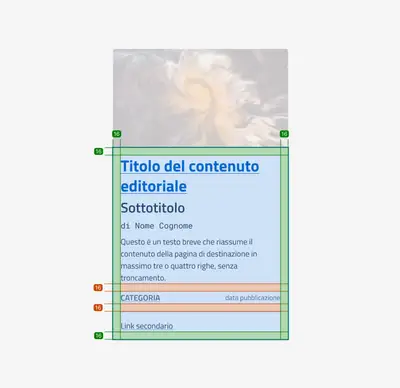 16 16
16
Titolo del contenuto
editoriale
Sottotitolo
di Nome Cognome
Questo è un testo breve che riassume il
contenuto della pagina di destinazione in
massimo tre o quattro righe, senza
troncamento.
16
CATEGORIA data pubblicazione
16
Link secondario
16